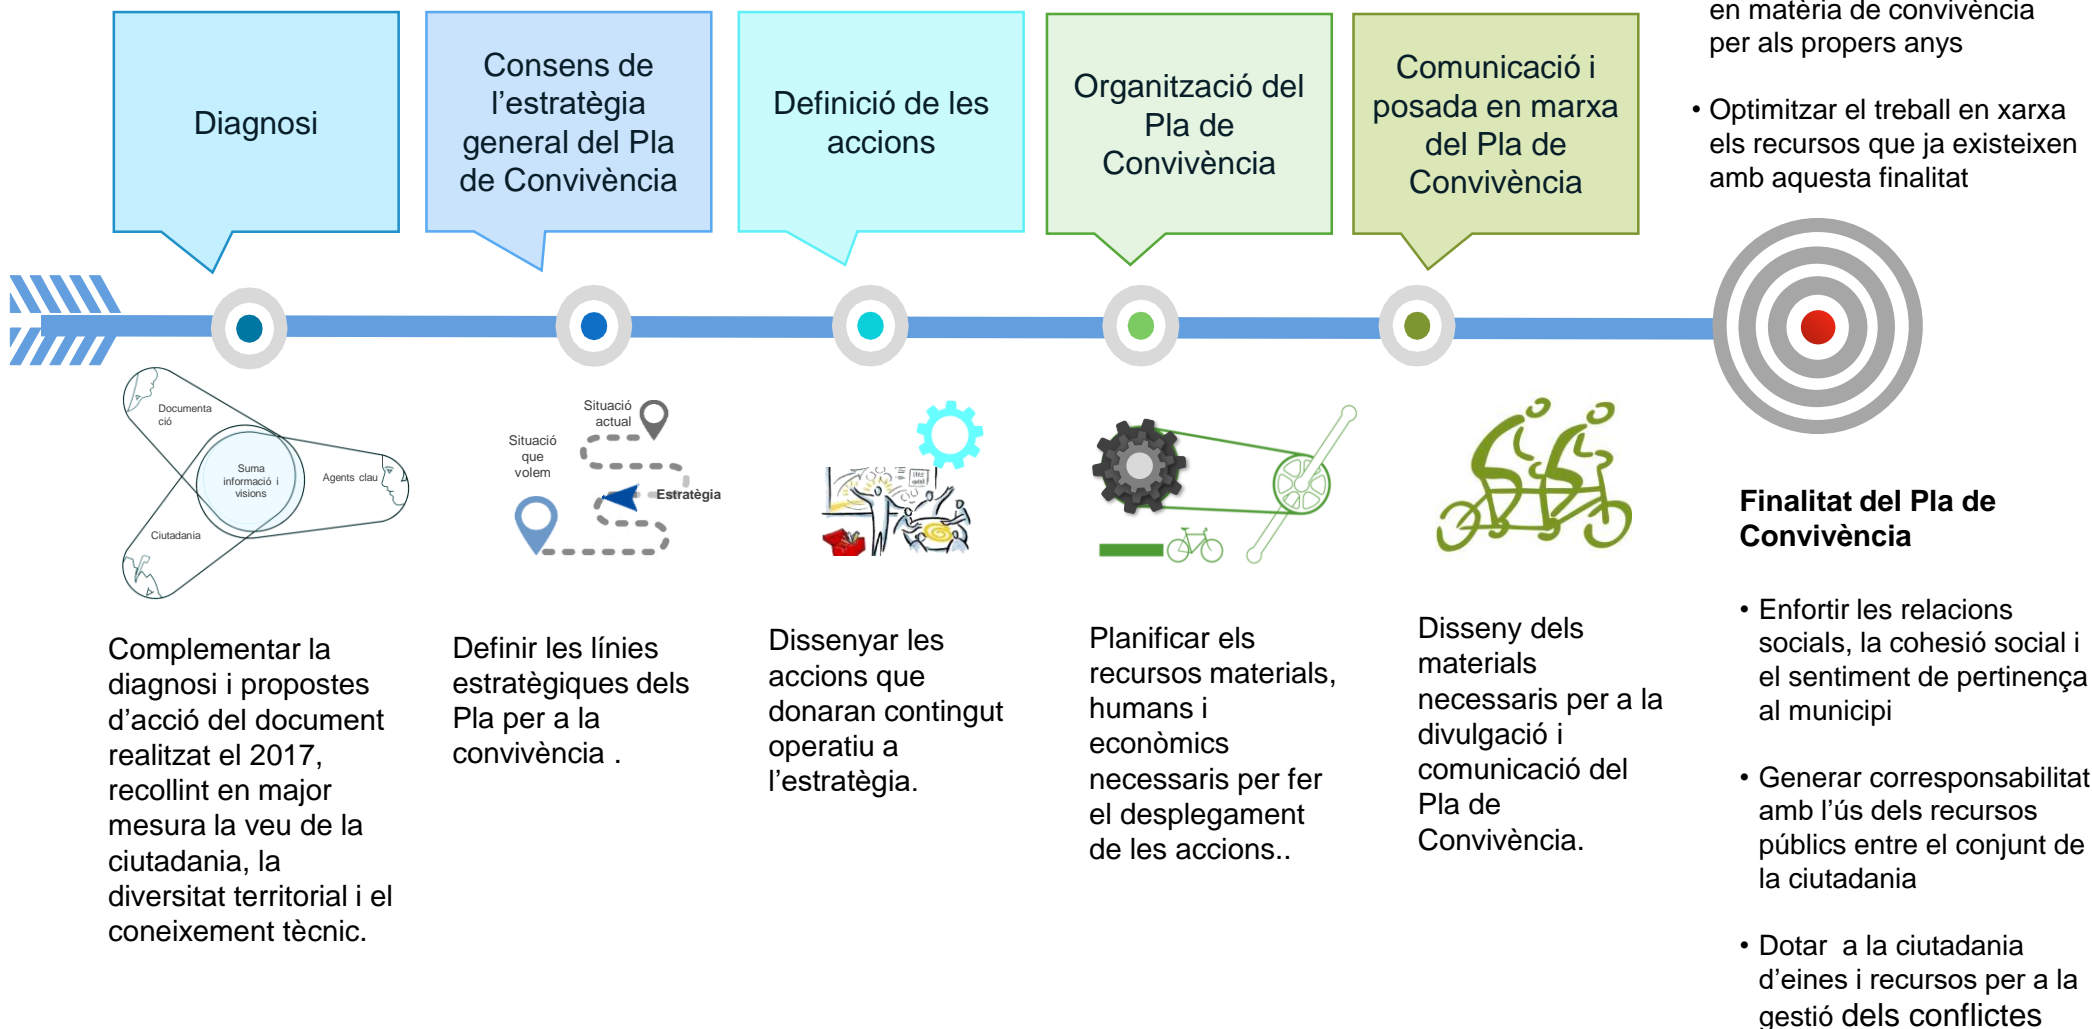 Diagnosi
Consens de
l’estratègia
general del Pla
de Convivència
Definició de les
accions
Organització del
Pla de
Convivència
Comunicació i
posada en marxa
del Pla de
Convivència
en matèria de convivència
per als propers anys
• Optimitzar el treball en xarxa
els recursos que ja existeixen
amb aquesta finalitat
Documenta
ció
Suma
informació i
visions
Agents clau
Ciutadania
Situació
actual
Situació
que
volem
Estratègia
Complementar la
diagnosi i propostes
d’acció del document
realitzat el 2017,
recollint en major
mesura la veu de la
ciutadania, la
diversitat territorial i el
coneixement tècnic.
Definir les línies
estratègiques dels
Pla per a la
convivència .
Dissenyar les
accions que
donaran contingut
operatiu a
l’estratègia.
Planificar els
recursos materials,
humans i
econòmics
necessaris per fer
el desplegament
de les accions..
Disseny dels
materials
necessaris per a la
divulgació i
comunicació del
Pla de
Convivència.
Finalitat del Pla de
Convivència
• Enfortir les relacions
socials, la cohesió social i
el sentiment de pertinença
al municipi
• Generar corresponsabilitat
amb l’ús dels recursos
públics entre el conjunt de
la ciutadania
• Dotar  a la ciutadania
d’eines i recursos per a la
gestió dels conflictes